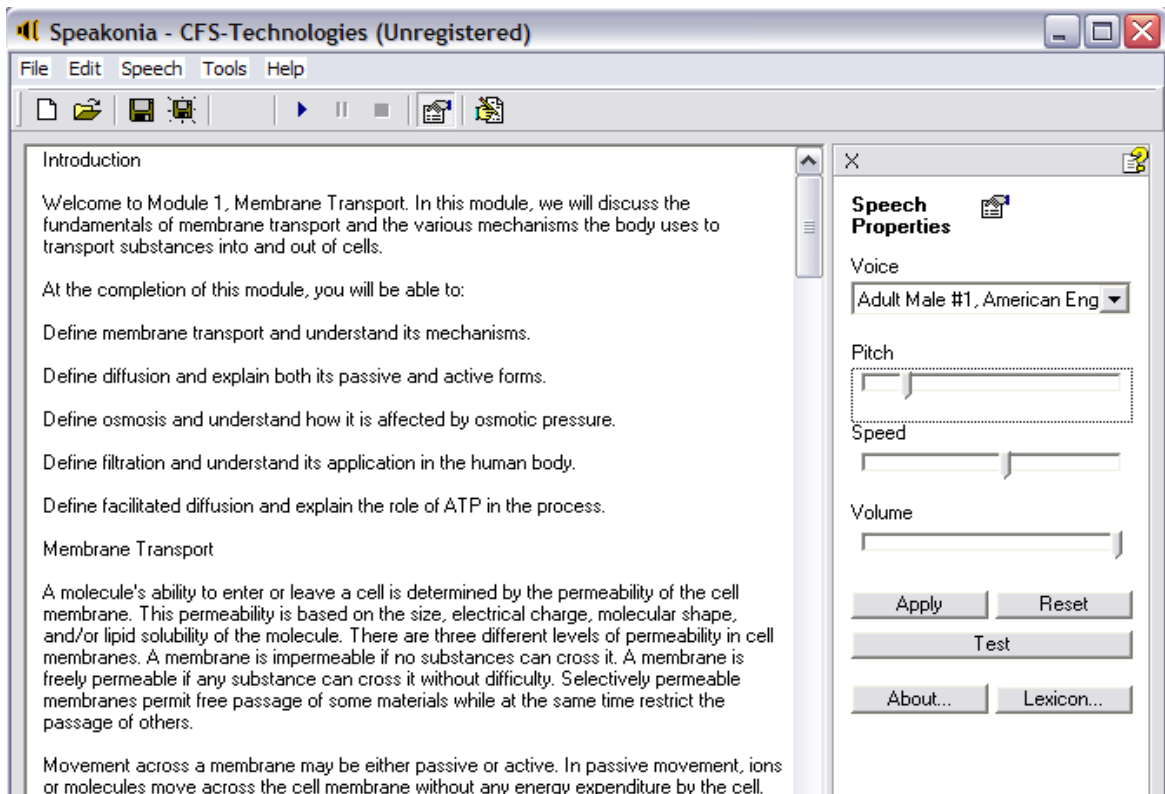 Speakonia - CFS-Technologies (Unregistered)
File Edit Speech Tools Help
Introduction
Welcome to Module 1, Membrane Transport. In this module, we will discuss the
fundamentals of membrane transport and the various mechanisms the body uses to
transport substances into and out of cells.
At the completion of this module, you will be able to:
Define membrane transport and understand its mechanisms.
Define diffusion and explain both its passive and active forms.
Define osmosis and understand how it is affected by osmotic pressure.
Define filtration and understand its application in the human body.
Define facilitated diffusion and explain the role of ATP in the process.
Membrane Transport
A molecule's ability to enter or leave a cell is determined by the permeability of the cell
membrane. This permeability is based on the size, electrical charge, molecular shape,
and/or lipid solubility of the molecule. There are three different levels of permeability in cell
membranes. A membrane is impermeable if no substances can cross it. A membrane is
freely permeable if any substance can cross it without difficulty. Selectively permeable
membranes permit free passage of some materials while at the same time restrict the
passage of others.
Movement across a membrane may be either passive or active. In passive movement, ions
or molecules move across the cell membrane without any energy expenditure by the cell.
Speech
Properties
Voice
Adult Male #1, American Eng
Pitch
Speed
Volume
Apply Reset
Test
About... Lexicon...